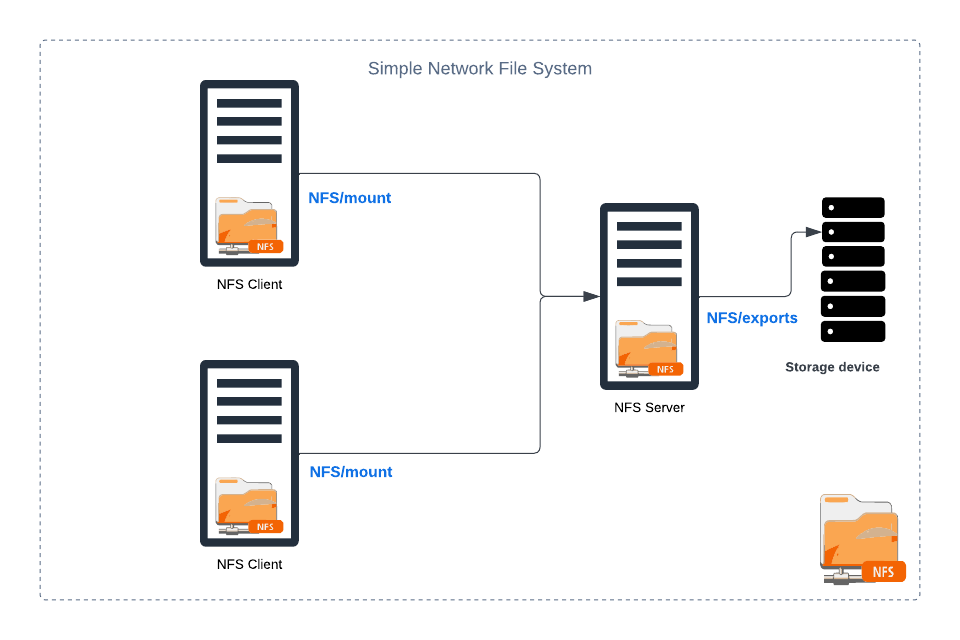 Simple Network File System
NFS/mount
NFS
NFS Client
NFS/exports
NFS
Storage device
NFS Server
NFS/mount
NFS
NFS Client
NFS